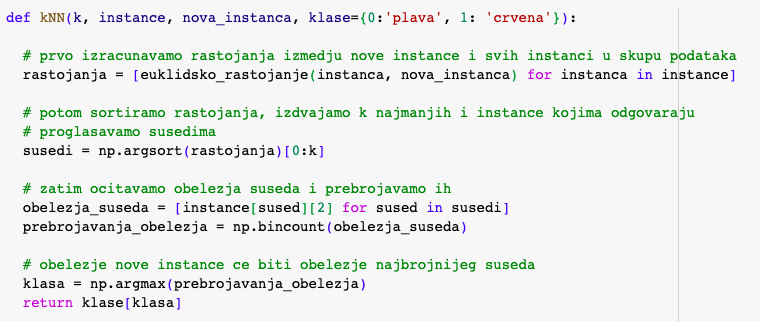 def kNN(k, instance, nova_instanca, klase={0:'plava', 1: 'crvena'}):
# prvo izracunavamo rastojanja izmedju nove instance i svih instanci u skupu podataka
rastojanja = [euklidsko_rastojanje(instanca, nova_instanca) for instanca in instance]
# potom sortiramo rastojanja, izdvajamo k najmanjih i instance kojima odgovaraju
# proglasavamo susedima
susedi = np.argsort(rastojanja)[0:k]
# zatim ocitavamo obelezja suseda i prebrojavamo ih
obelezja_suseda = [instance[sused][2] for sused in susedi]
prebrojavanja_obelezja = np.bincount(obelezja_suseda)
# obelezje nove instance ce biti obelezje najbrojnijeg suseda
klasa = np.argmax(prebrojavanja_obelezja)
return klase[klasa]